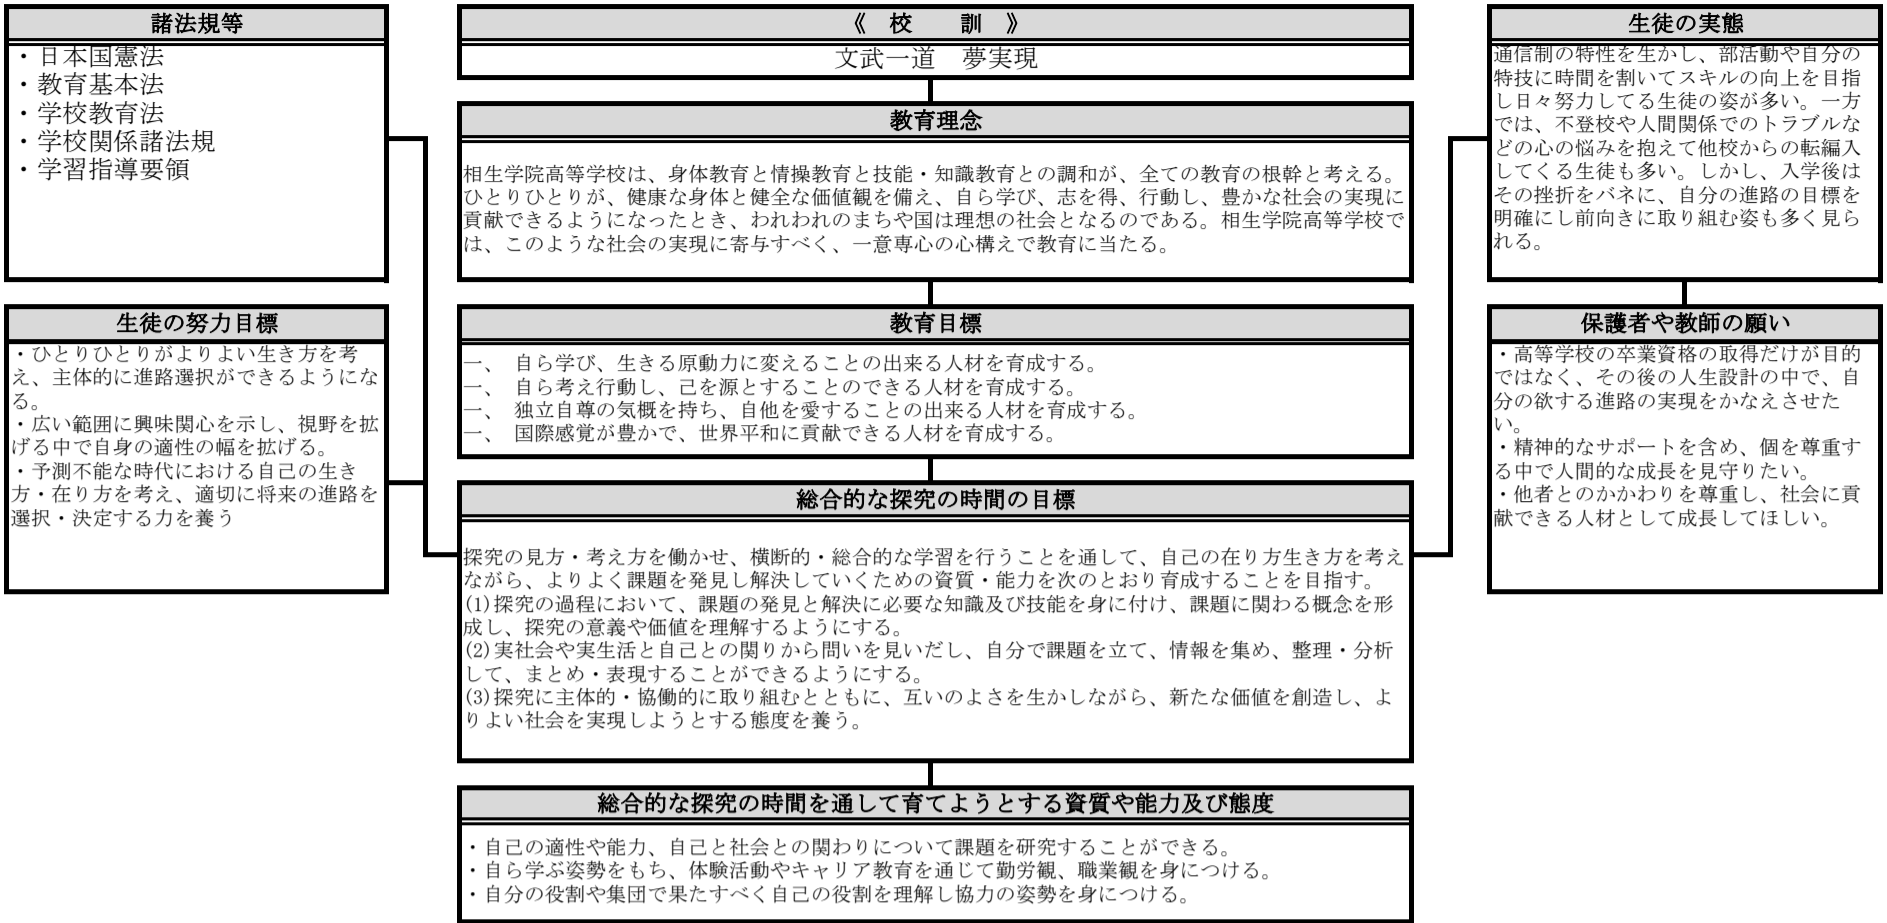 諸法規等
・日本国憲法
・教育基本法
・学校教育法
・学校関係諸法規
・学習指導要領
《　校　　訓　》
文武一道　夢実現
教育理念
相生学院高等学校は、身体教育と情操教育と技能・知識教育との調和が、全ての教育の根幹と考える。
ひとりひとりが、健康な身体と健全な価値観を備え、自ら学び、志を得、行動し、豊かな社会の実現に
貢献できるようになったとき、われわれのまちや国は理想の社会となるのである。相生学院高等学校で
は、このような社会の実現に寄与すべく、一意専心の心構えで教育に当たる。
生徒の実態
通信制の特性を生かし、部活動や自分の
特技に時間を割いてスキルの向上を目指
し日々努力してる生徒の姿が多い。一方
では、不登校や人間関係でのトラブルな
どの心の悩みを抱えて他校からの転編入
してくる生徒も多い。しかし、入学後は
その挫折をバネに、自分の進路の目標を
明確にし前向きに取り組む姿も多く見ら
れる。
生徒の努力目標
・ひとりひとりがよりよい生き方を考
え、主体的に進路選択ができるようにな
る。
・広い範囲に興味関心を示し、視野を拡
げる中で自身の適性の幅を拡げる。
・予測不能な時代における自己の生き
方・在り方を考え、適切に将来の進路を
選択・決定する力を養う
教育目標
一、 自ら学び、生きる原動力に変えることの出来る人材を育成する。
一、 自ら考え行動し、己を源とすることのできる人材を育成する。
一、 独立自尊の気概を持ち、自他を愛することの出来る人材を育成する。
一、 国際感覚が豊かで、世界平和に貢献できる人材を育成する。
保護者や教師の願い
・高等学校の卒業資格の取得だけが目的
ではなく、その後の人生設計の中で、自
分の欲する進路の実現をかなえさせた
い。
・精神的なサポートを含め、個を尊重す
る中で人間的な成長を見守りたい。
・他者とのかかわりを尊重し、社会に貢
献できる人材として成長してほしい。
総合的な探究の時間の目標
探究の見方・考え方を働かせ、横断的・総合的な学習を行うことを通して、自己の在り方生き方を考え
ながら、よりよく課題を発見し解決していくための資質・能力を次のとおり育成することを目指す。
(1)探究の過程において、課題の発見と解決に必要な知識及び技能を身に付け、課題に関わる概念を形
成し、探究の意義や価値を理解するようにする。
(2)実社会や実生活と自己との関りから問いを見いだし、自分で課題を立て、情報を集め、整理・分析
して、まとめ・表現することができるようにする。
(3)探究に主体的・協働的に取り組むとともに、互いのよさを生かしながら、新たな価値を創造し、よ
りよい社会を実現しようとする態度を養う。
総合的な探究の時間を通して育てようとする資質や能力及び態度
・自己の適性や能力、自己と社会との関わりについて課題を研究することができる。
・自ら学ぶ姿勢をもち、体験活動やキャリア教育を通じて勤労観、職業観を身につける。
・自分の役割や集団で果たすべく自己の役割を理解し協力の姿勢を身につける。